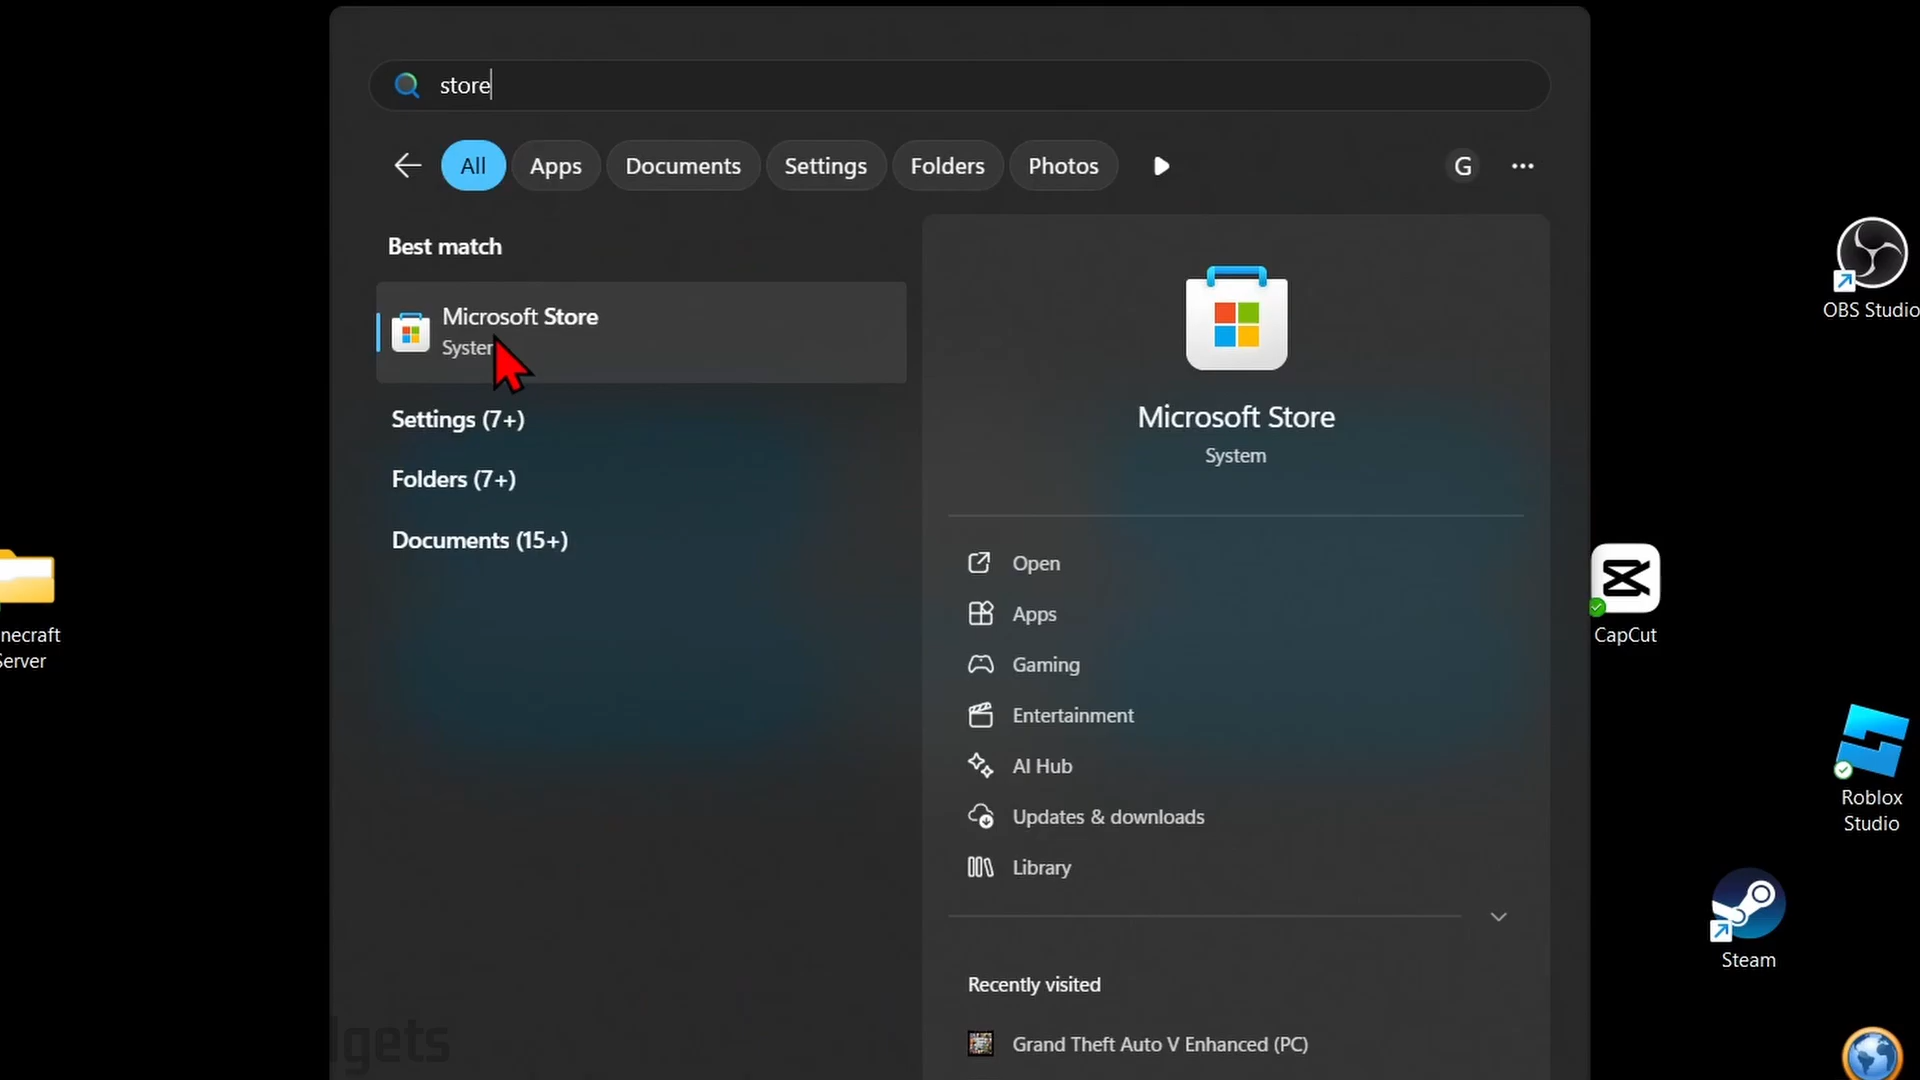 store
All
Apps
Documents
Settings
Folders
Photos
G
Best match
Microsoft Store
System
Settings (7+)
Folders (7+)
Documents (15+)
Microsoft Store
System
Open
Apps
Gaming
Entertainment
AI Hub
Updates & downloads
Library
Recently visited
Grand Theft Auto V Enhanced (PC)
necraft
Server
OBS Studio
CapCut
Roblox
Studio
Steam
dgets